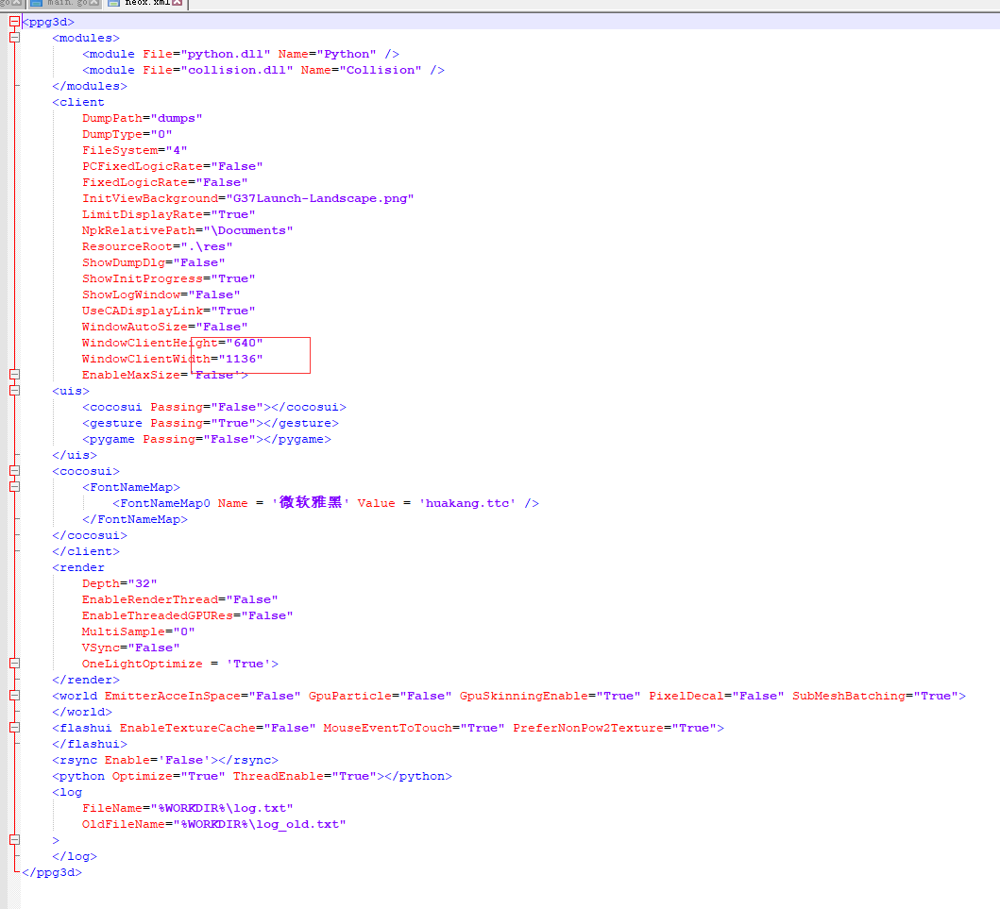 main.go
neox.xml
<ppg3d>
<modules>
<module File="python.dll" Name="Python" />
<module File="collision.dll" Name="Collision" />
</modules>
<client
DumpPath="dumps"
DumpType="0"
FileSystem="4"
PCFixedLogicRate="False"
FixedLogicRate="False"
InitViewBackground="G37Launch-Landscape.png"
LimitDisplayRate="True"
NpkRelativePath="\Documents"
ResourceRoot=".\res"
ShowDumpDlg="False"
ShowInitProgress="True"
ShowLogWindow="False"
UseCADisplayLink="True"
WindowAutoSize="False"
WindowClientHeight="640"
WindowClientWidth="1136"
EnableMaxSize='False'>
<uis>
<cocosui Passing="False"></cocosui>
<gesture Passing="True"></gesture>
<pygame Passing="False"></pygame>
</uis>
<cocosui>
<FontNameMap>
<FontNameMap0 Name = '微软雅黑' Value = 'huakang.ttc' />
</FontNameMap>
</cocosui>
</client>
<render
Depth="32"
EnableRenderThread="False"
EnableThreadedGPURes="False"
MultiSample="0"
VSync="False"
OneLightOptimize = 'True'>
</render>
<world EmitterAcceInSpace="False" GpuParticle="False" GpuSkinningEnable="True" PixelDecal="False" SubMeshBatching="True">
</world>
<flashui EnableTextureCache="False" MouseEventToTouch="True" PreferNonPow2Texture="True">
</flashui>
<rsync Enable='False'></rsync>
<python Optimize="True" ThreadEnable="True"></python>
<log
FileName="%WORKDIR%\log.txt"
OldFileName="%WORKDIR%\log_old.txt"
>
</log>
</ppg3d>